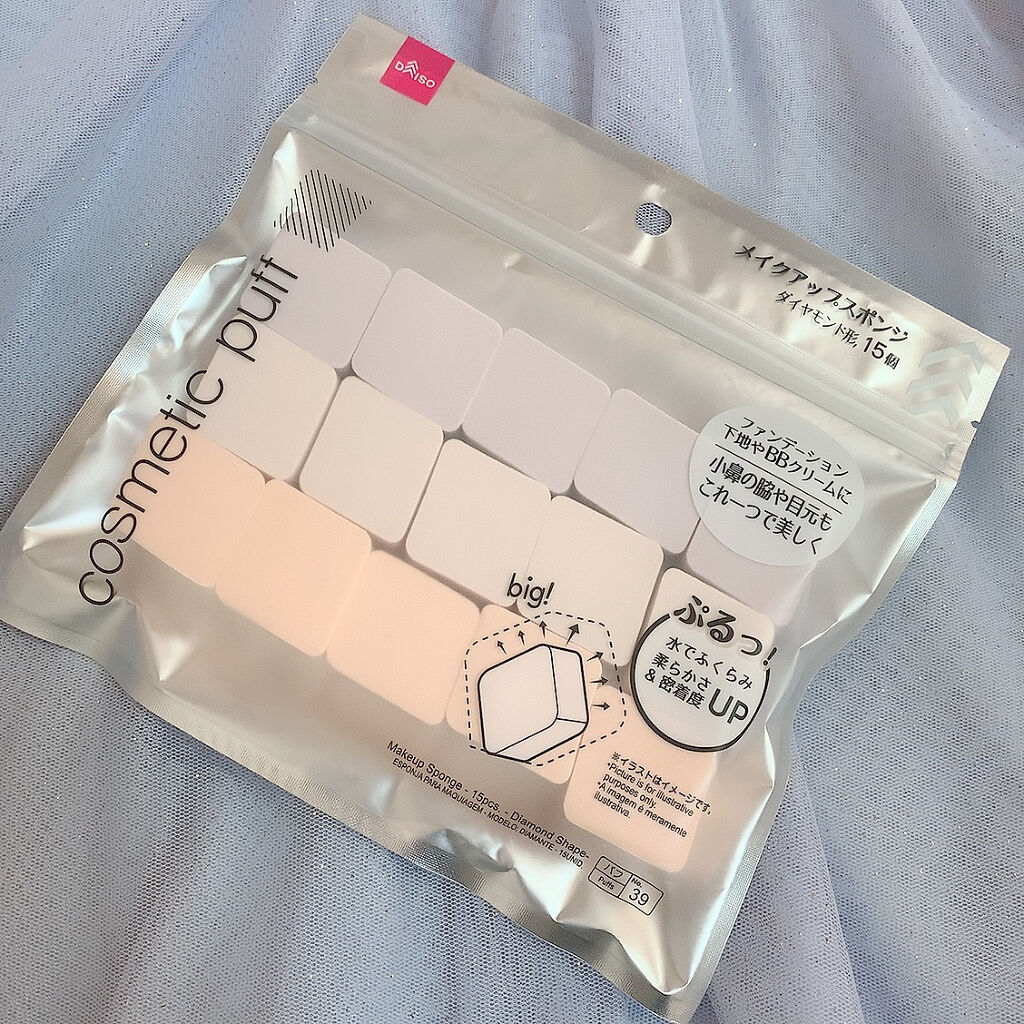 DAISO
メイクアップスポンジ
ダイヤモンド形, 15個
cosmetic puff
ファンデーション
下地やBBクリームに
小鼻の脇や目元も
これ一つで美しく
big!
ぷるっ!
水でふくらみ
柔らかさ
&密着度 UP
※イラストはイメージです。
*Picture is for illustrative
purposes only.
*A imagem é meramente
ilustrativa.
Makeup Sponge - 15pcs. - Diamond Shape-
ESPONJA PARA MAQUIAGEM - MODELO: DIAMANTE - 15UNID.
パフ
Puffs
No.
39